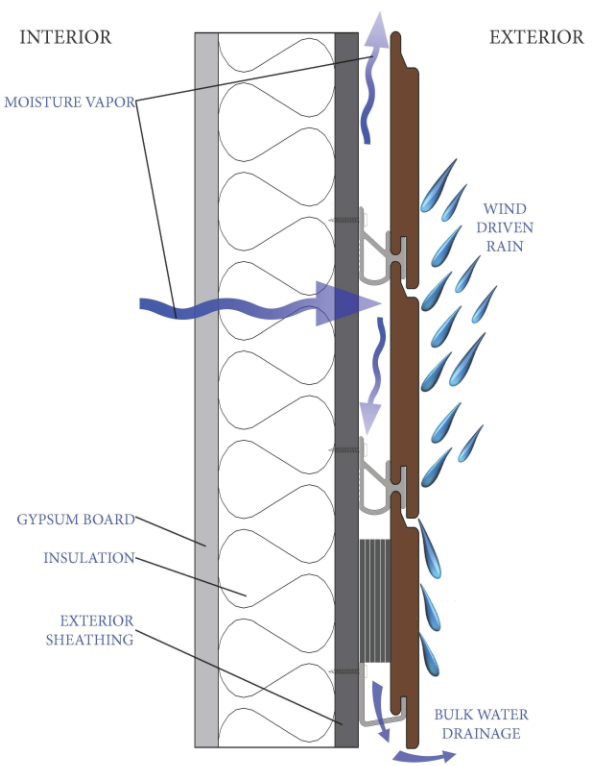 INTERIOR
EXTERIOR
MOISTURE VAPOR
WIND
DRIVEN
RAIN
GYPSUM BOARD
INSULATION
EXTERIOR
SHEATHING
BULK WATER
DRAINAGE